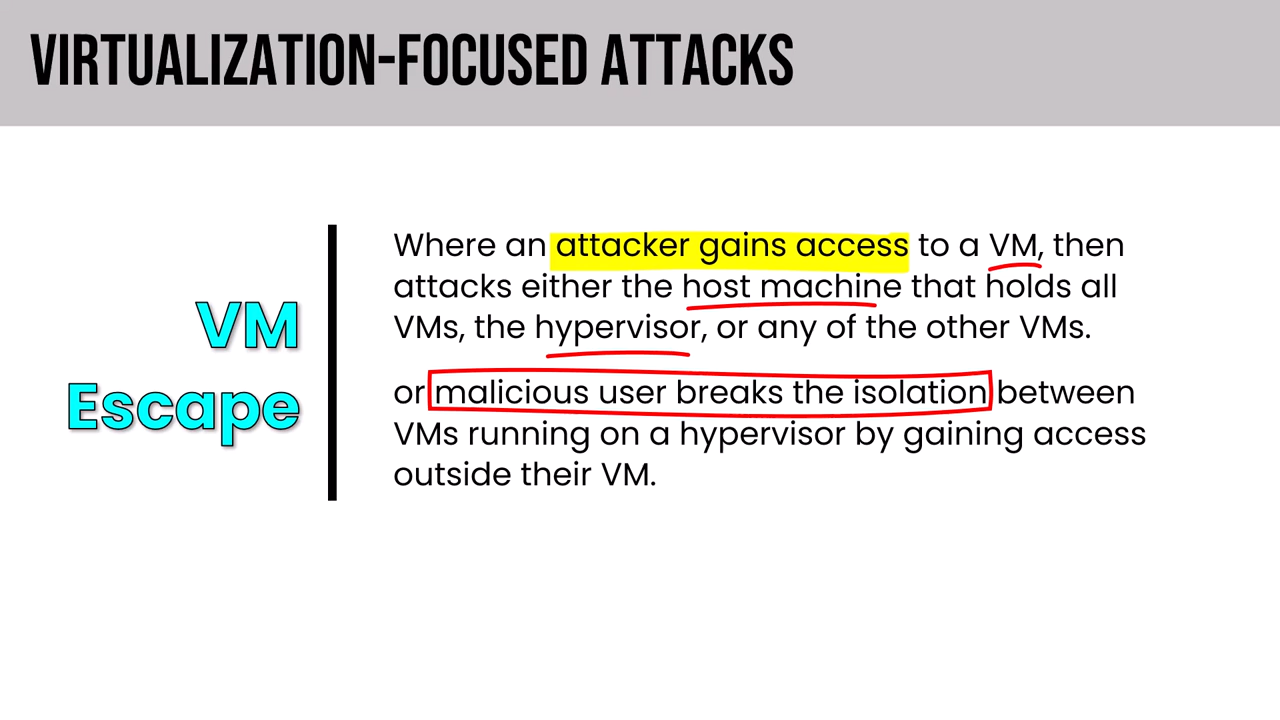 VIRTUALIZATION-FOCUSED ATTACKS
VM
Escape
Where an attacker gains access to a VM, then
attacks either the host machine that holds all
VMs, the hypervisor, or any of the other VMs.
or malicious user breaks the isolation between
VMs running on a hypervisor by gaining access
outside their VM.